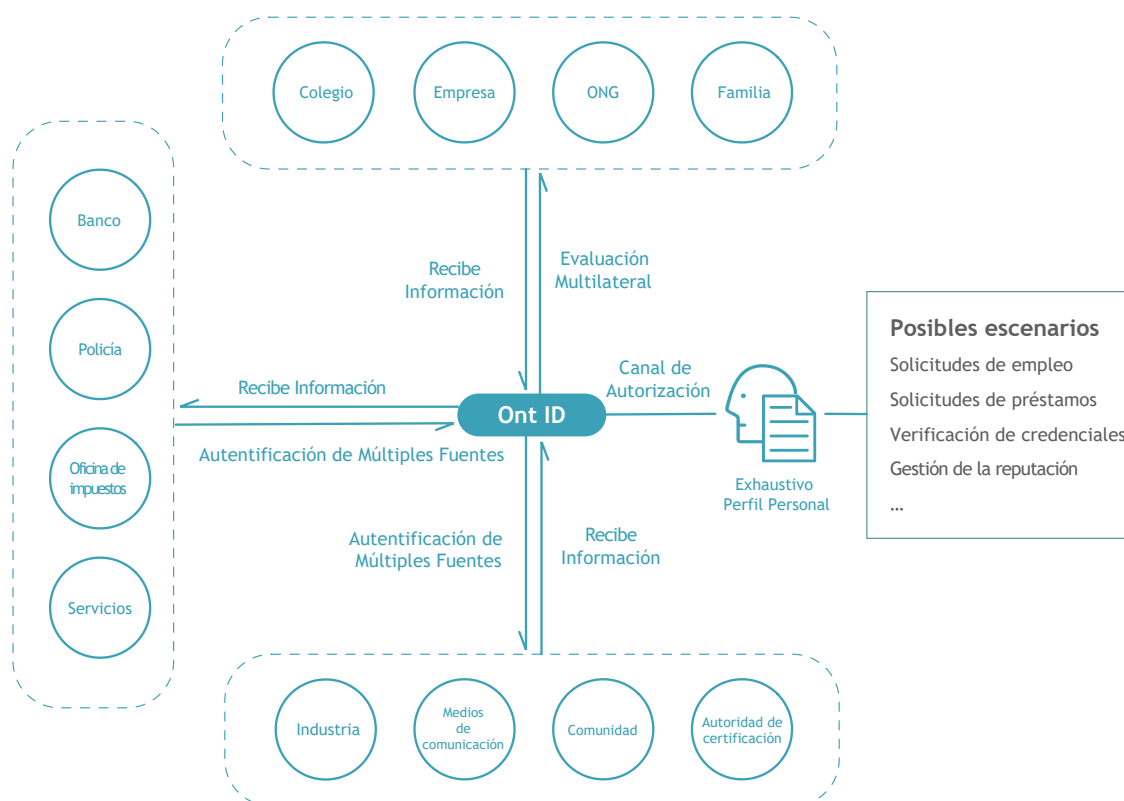 Colegio
Empresa
ONG
Familia
Banco
Policía
Oficina de
impuestos
Servicios
Recibe
Información
Evaluación
Multilateral
Recibe Información
Autentificación de Múltiples Fuentes
Ont ID
Canal de
Autorización
Exhaustivo
Perfil Personal
Posibles escenarios
Solicitudes de empleo
Solicitudes de préstamos
Verificación de credenciales
Gestión de la reputación
...
Autentificación de
Múltiples Fuentes
Recibe
Información
Industria
Medios
de
comunicación
Comunidad
Autoridad de
certificación